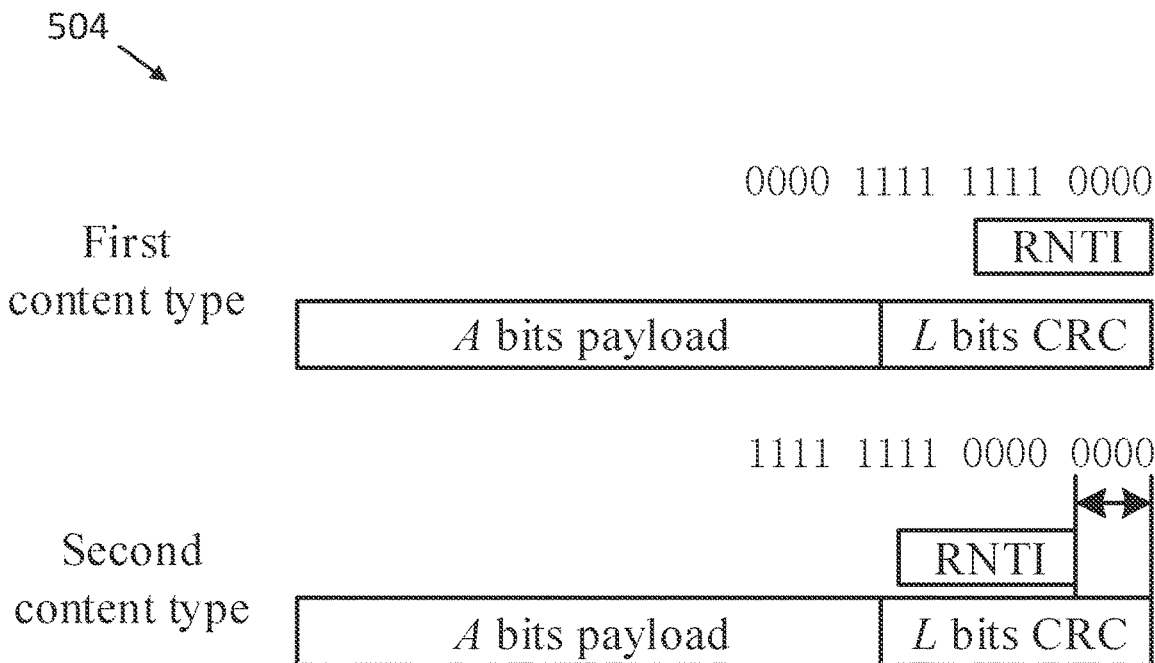 504
0000 1111 1111 0000
RNTI
First
content type
A bits payload
L bits CRC
1111 1111 0000 0000
RNTI
Second
content type
A bits payload
L bits CRC